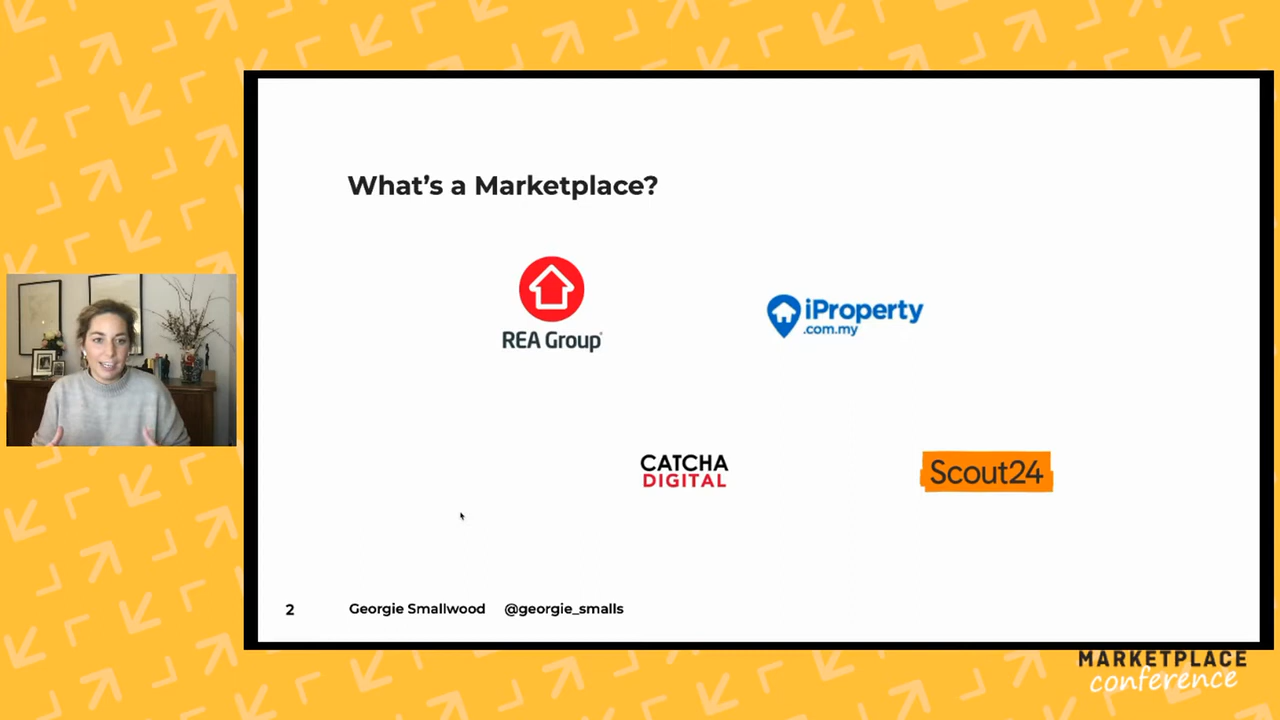 What's a Marketplace?
REA Group
iProperty
.com.my
CATCHA
DIGITAL
Scout24
2 Georgie Smallwood @georgie_smalls
MARKETPLACE
conference